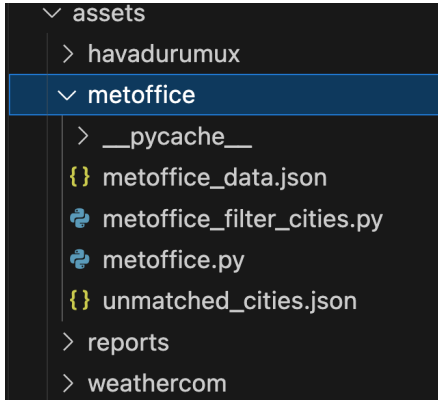 assets
havadurumux
metoffice
__pycache__
{} metoffice_data.json
metoffice_filter_cities.py
metoffice.py
{} unmatched_cities.json
reports
weathercom